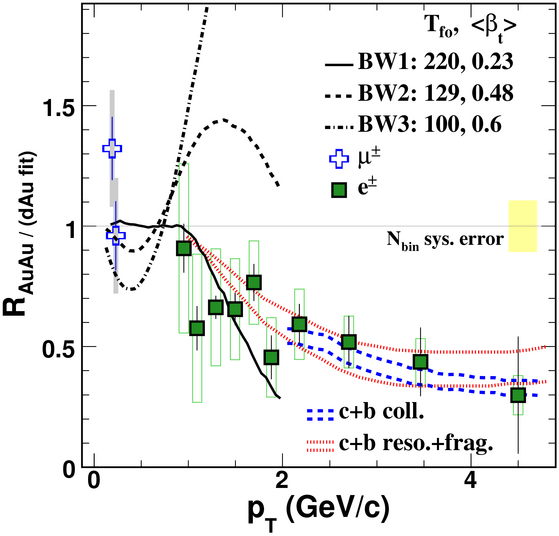 T_fo, <β_t>
BW1: 220, 0.23
BW2: 129, 0.48
BW3: 100, 0.6
μ^±
e^±
N_bin sys. error
c+b coll.
c+b reso.+frag.
R_AuAu / (dAu fit)
1.5
1
0.5
0
0 2 4
p_T (GeV/c)